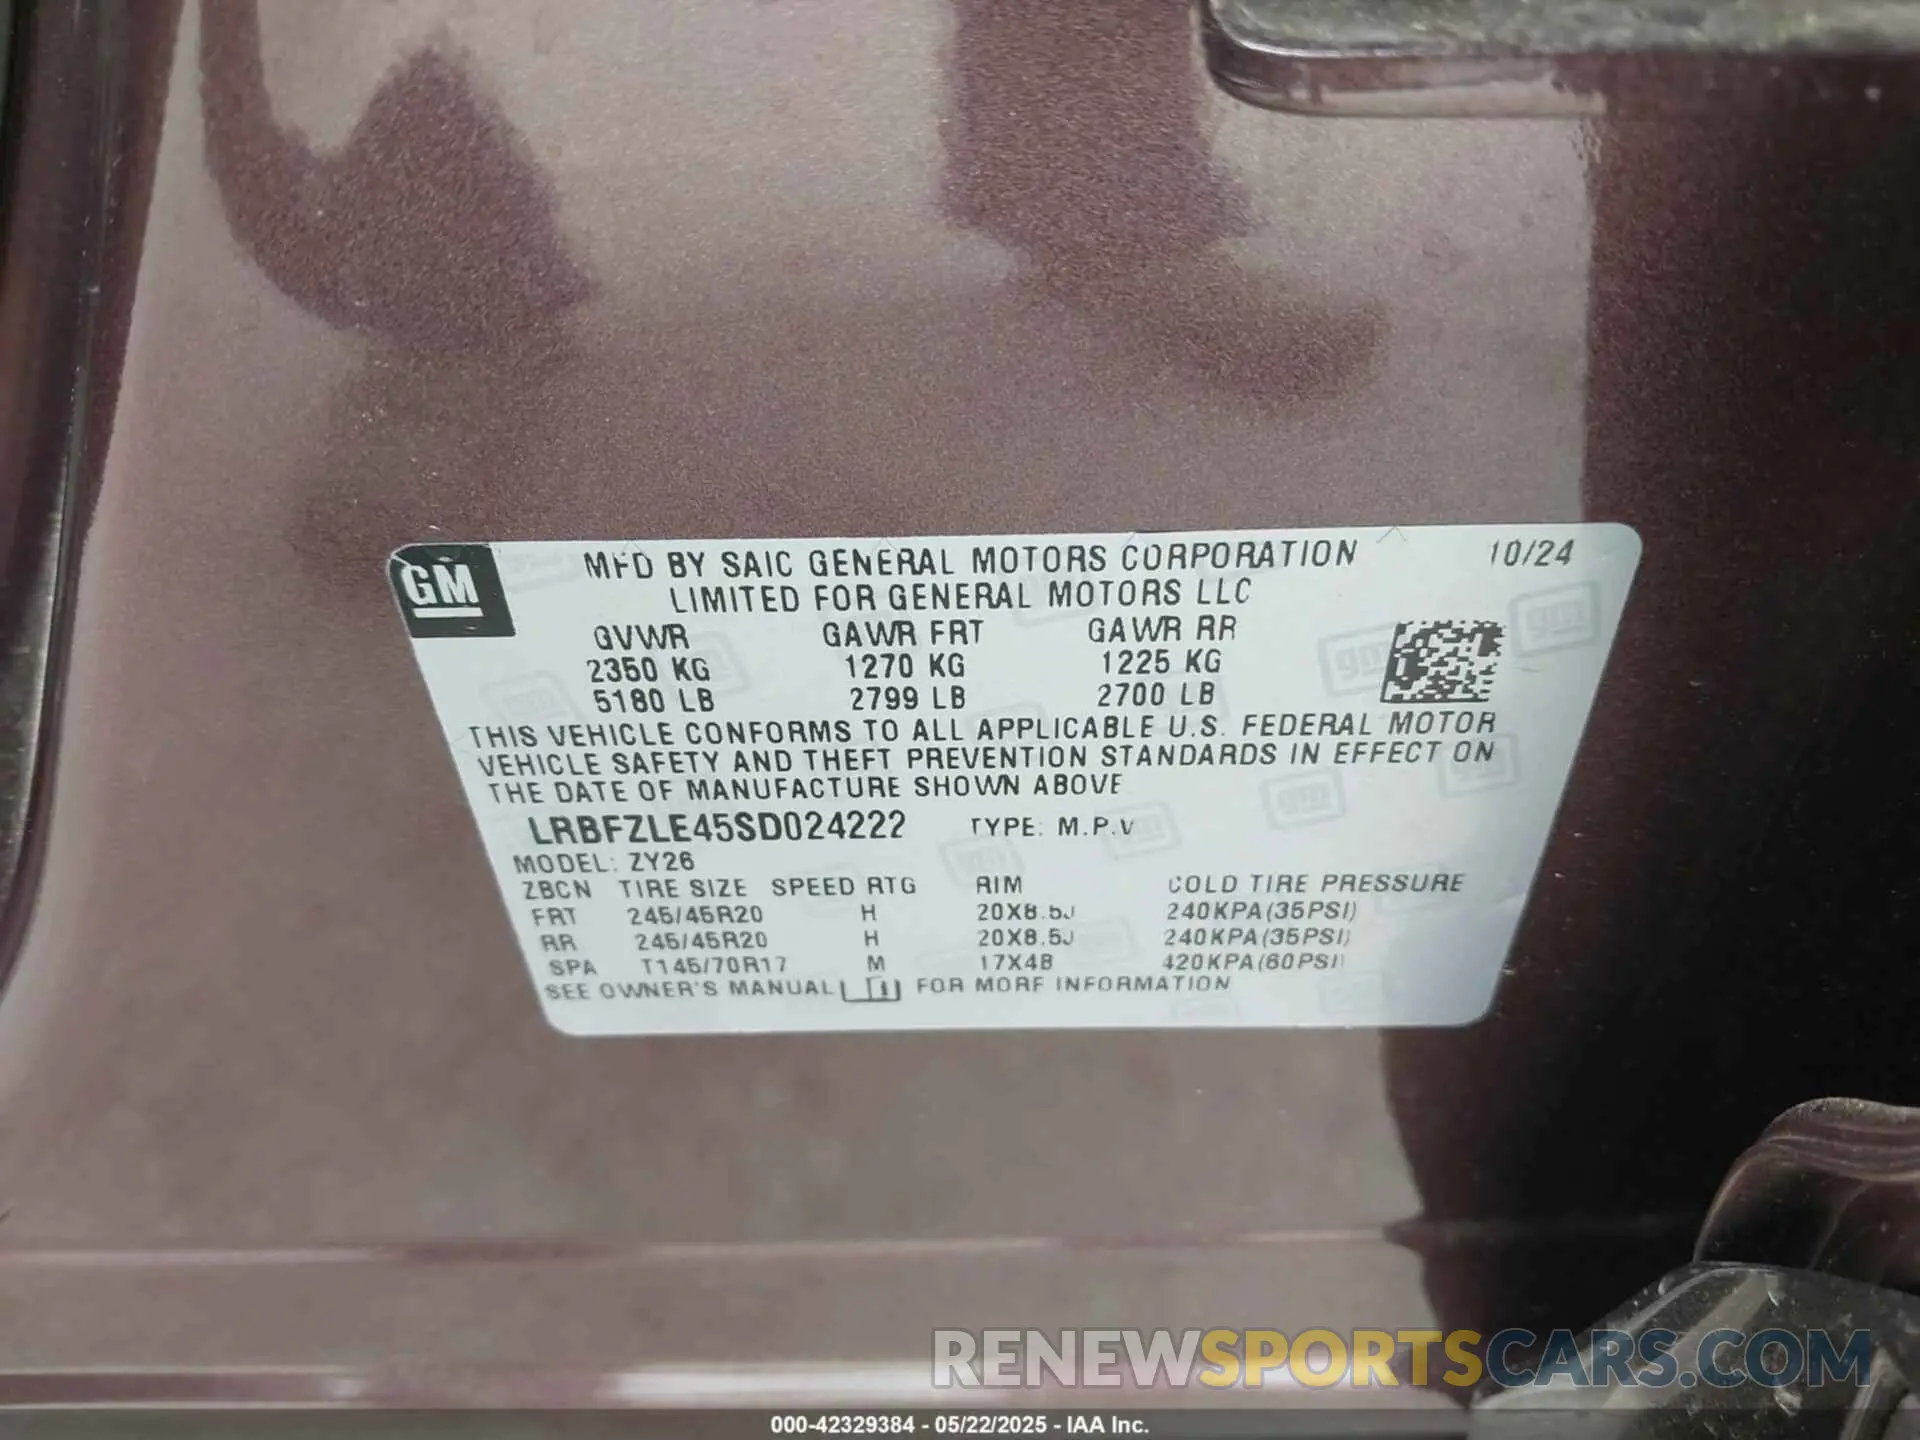 GM
MFD BY SAIC GENERAL MOTORS CORPORATION 10/24
LIMITED FOR GENERAL MOTORS LLC
GVWR GAWR FRT GAWR RR
2350 KG 1270 KG 1225 KG
5180 LB 2799 LB 2700 LB
THIS VEHICLE CONFORMS TO ALL APPLICABLE U.S. FEDERAL MOTOR
VEHICLE SAFETY AND THEFT PREVENTION STANDARDS IN EFFECT ON
THE DATE OF MANUFACTURE SHOWN ABOVE
LRBFZLE45SD024222 TYPE: M.P.V
MODEL: ZY26
ZBCN TIRE SIZE SPEED RTG RIM COLD TIRE PRESSURE
FRT 245/45R20 H 20X8.5J 240KPA(35PSI)
RR 245/45R20 H 20X8.5J 240KPA(35PSI)
SPA T145/70R17 M 17X4B 420KPA(60PSI)
SEE OWNER'S MANUAL i FOR MORE INFORMATION
RENEWSPORTSCARS.COM
000-42329384 - 05/22/2025 - IAA Inc.